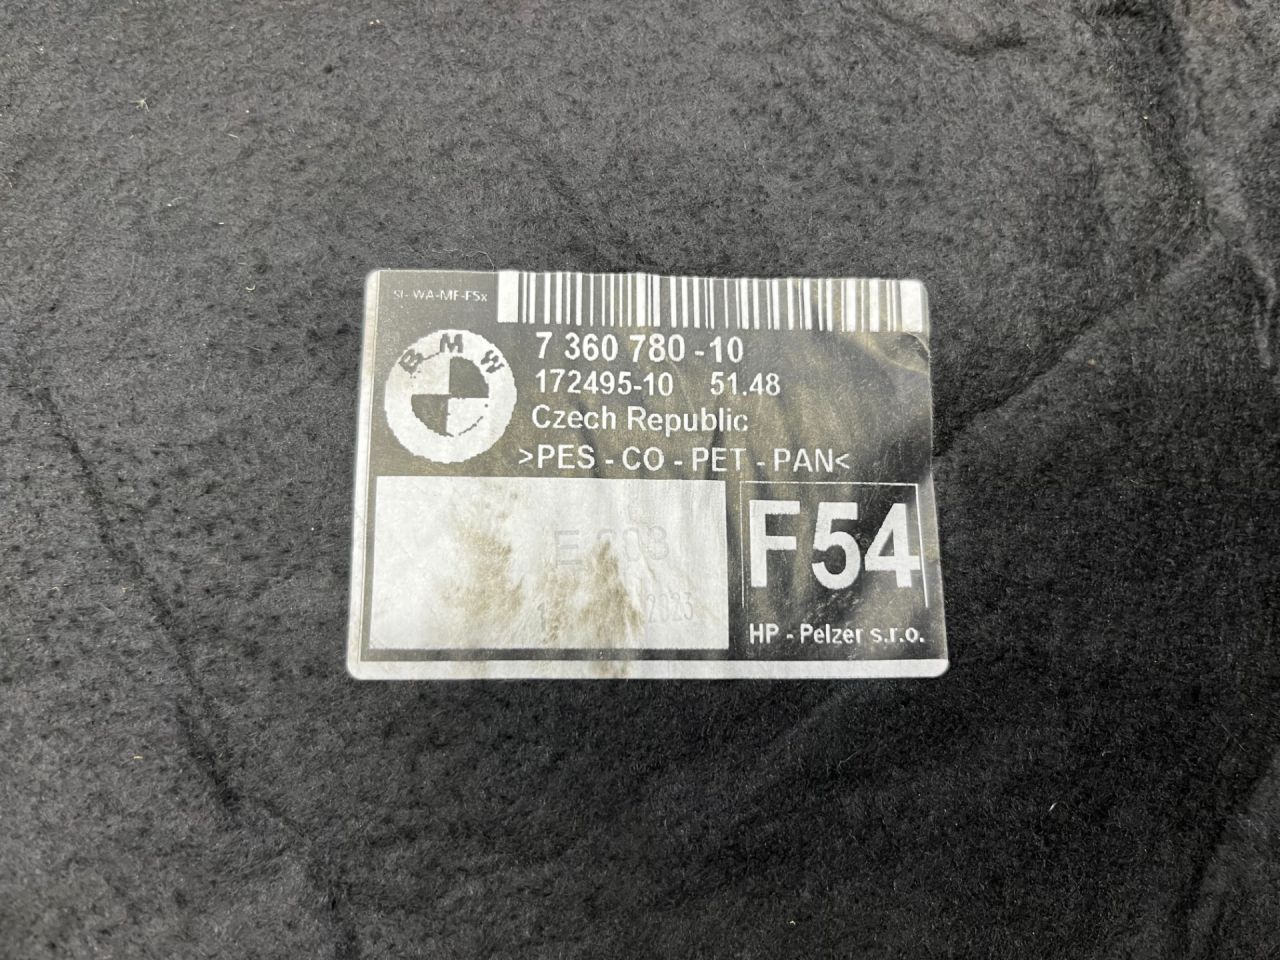 SI- WA-MF-F5x
BMW
7 360 780 -10
172495-10 51.48
Czech Republic
>PES - CO - PET - PAN<
F54
2023
HP - Pelzer s.r.o.